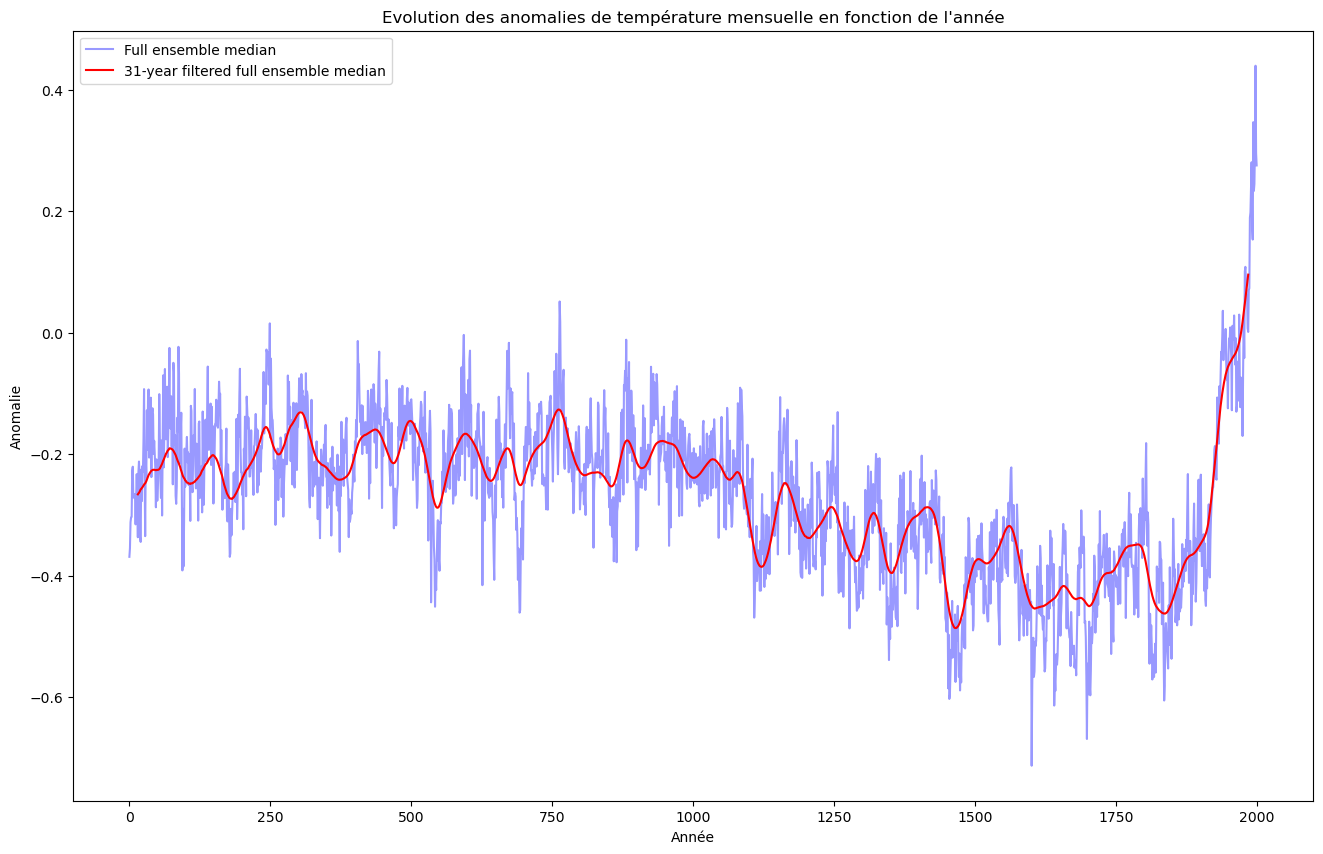 Evolution des anomalies de température mensuelle en fonction de l'année
Full ensemble median
31-year filtered full ensemble median
Anomalie
0.4
0.2
0.0
−0.2
−0.4
−0.6
0 250 500 750 1000 1250 1500 1750 2000
Année